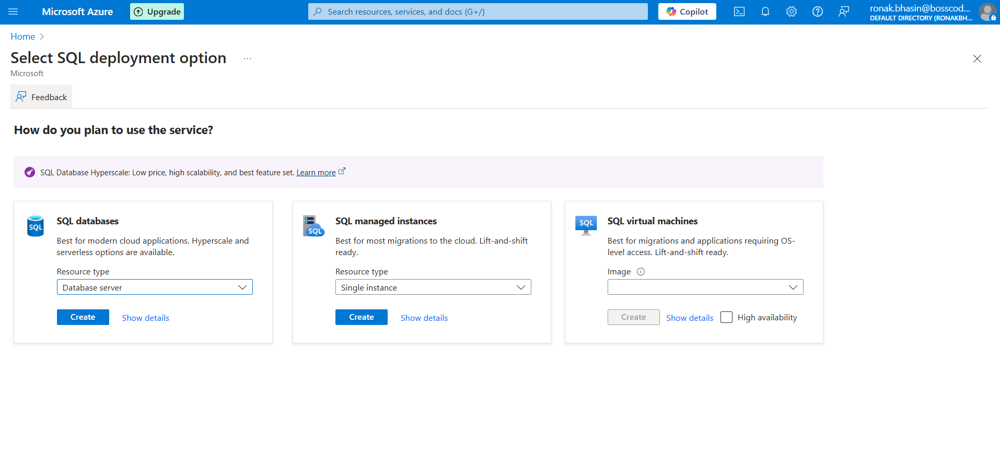 Microsoft Azure
Upgrade
Search resources, services, and docs (G+/)
Copilot
ronak.bhasin@bosscod...
DEFAULT DIRECTORY (RONAKBH...
Home
Select SQL deployment option
...
Microsoft
Feedback
How do you plan to use the service?
SQL Database Hyperscale: Low price, high scalability, and best feature set. Learn more
SQL
SQL databases
Best for modern cloud applications. Hyperscale and
serverless options are available.
Resource type
Database server
Create
Show details
SQL
SQL managed instances
Best for most migrations to the cloud. Lift-and-shift
ready.
Resource type
Single instance
Create
Show details
SQL
SQL virtual machines
Best for migrations and applications requiring OS-
level access. Lift-and-shift ready.
Image
Create
Show details
High availability